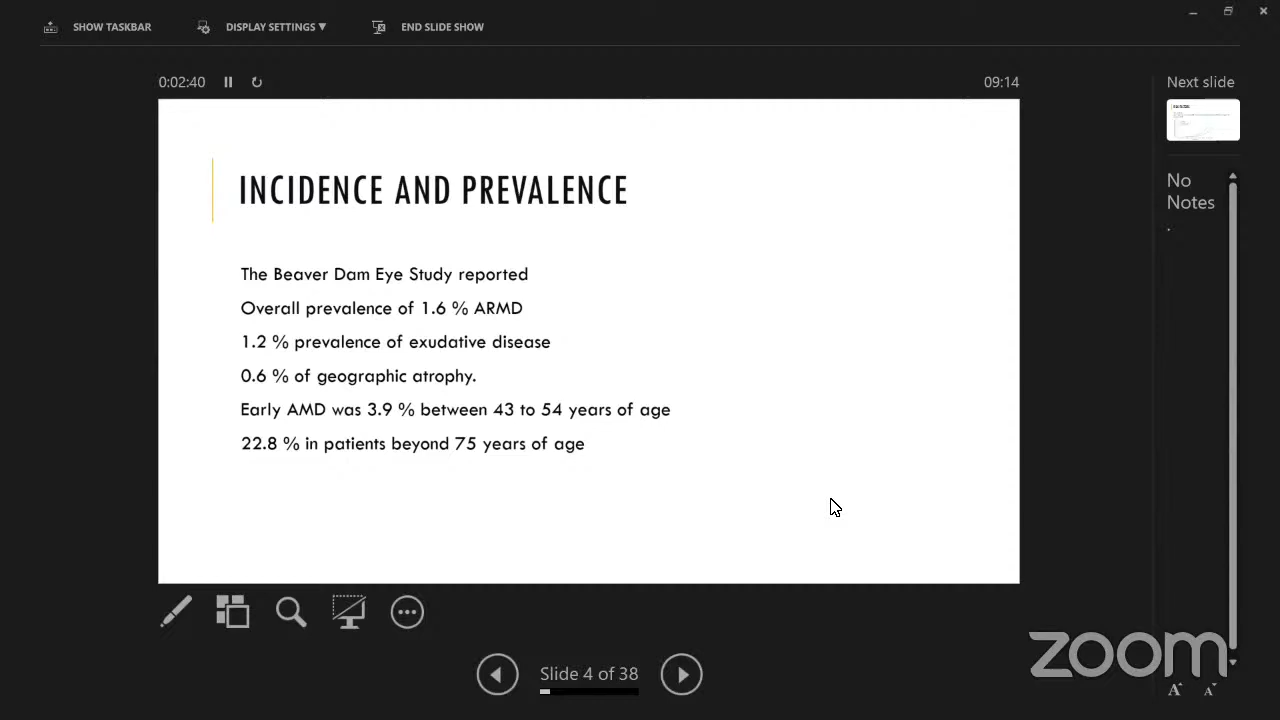 SHOW TASKBAR
DISPLAY SETTINGS ▼
END SLIDE SHOW
0:02:40
09:14
Next slide
INCIDENCE AND PREVALENCE
The Beaver Dam Eye Study reported
Overall prevalence of 1.6 % ARMD
1.2 % prevalence of exudative disease
0.6 % of geographic atrophy.
Early AMD was 3.9 % between 43 to 54 years of age
22.8 % in patients beyond 75 years of age
No
Notes
.
Slide 4 of 38
zoom
A A